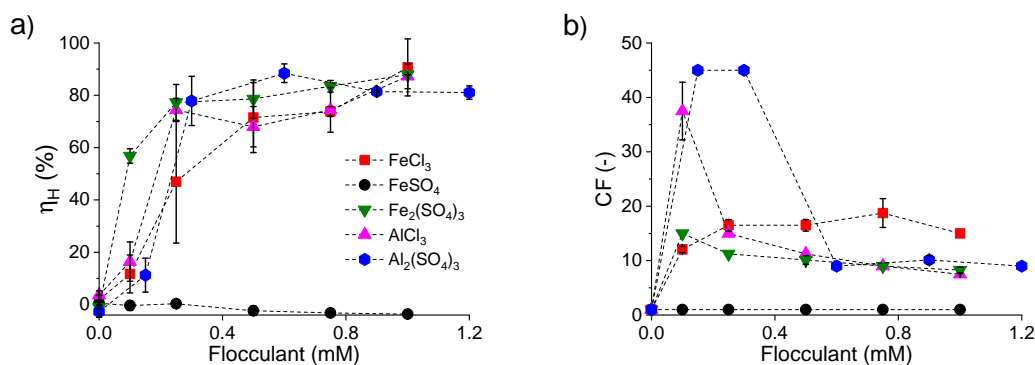 a)
η_H (%)
100
80
60
40
20
0
0.0 0.4 0.8 1.2
Flocculant (mM)
FeCl₃
FeSO₄
Fe₂(SO₄)₃
AlCl₃
Al₂(SO₄)₃
b)
CF (-)
50
40
30
20
10
0
0.0 0.4 0.8 1.2
Flocculant (mM)